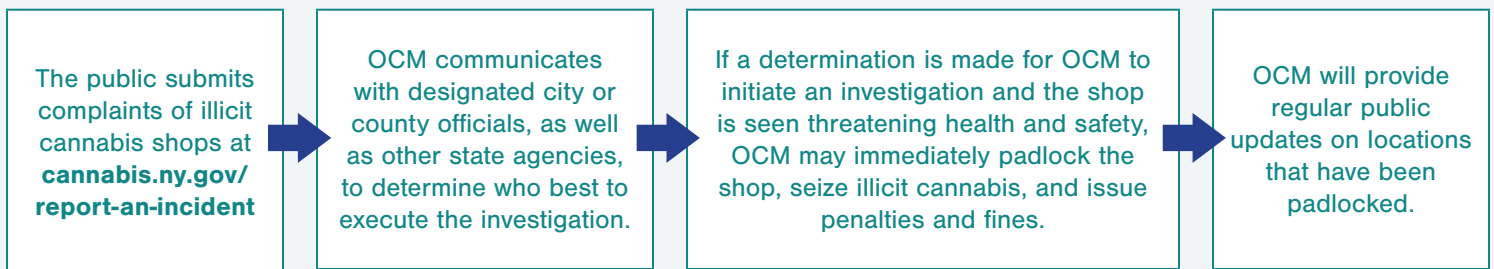 The public submits
complaints of illicit
cannabis shops at
cannabis.ny.gov/
report-an-incident
OCM communicates
with designated city or
county officials, as well
as other state agencies,
to determine who best to
execute the investigation.
If a determination is made for OCM to
initiate an investigation and the shop
is seen threatening health and safety,
OCM may immediately padlock the
shop, seize illicit cannabis, and issue
penalties and fines.
OCM will provide
regular public
updates on locations
that have been
padlocked.